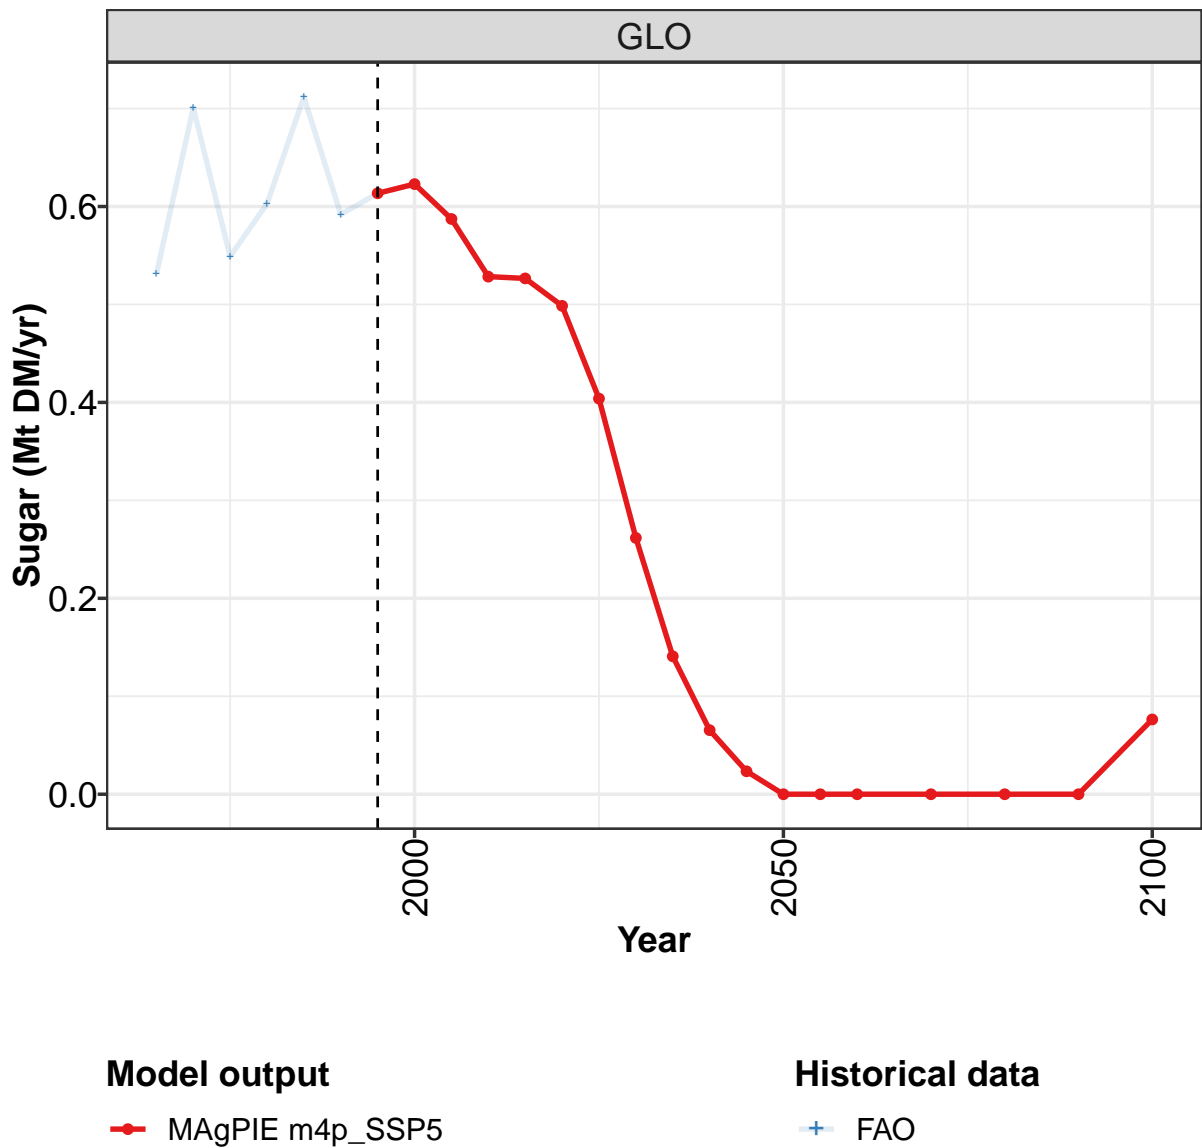 GLO
Sugar (Mt DM/yr)
0.6
0.4
0.2
0.0
2000
2050
2100
Year
Model output
MAgPIE m4p_SSP5
Historical data
FAO